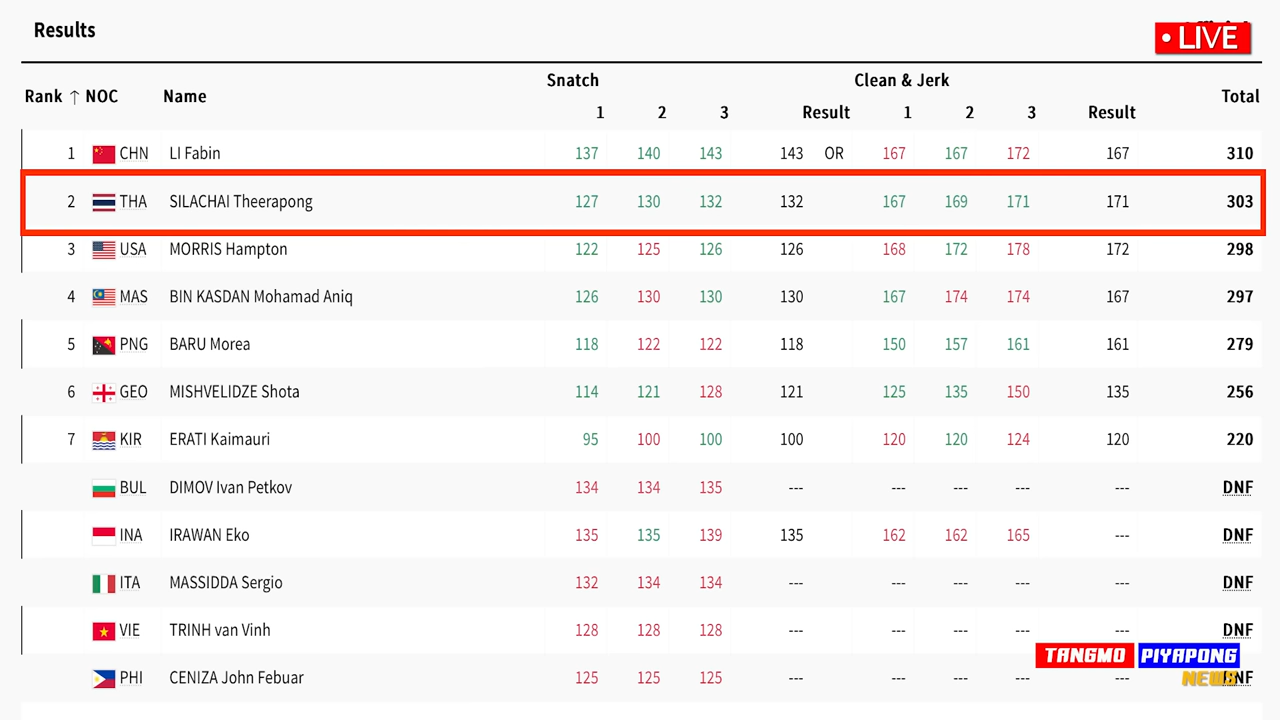 Results
LIVE
Snatch Clean & Jerk
Rank ↑ NOC Name Total
1 2 3 Result 1 2 3 Result
1 CHN LI Fabin 137 140 143 143 OR 167 167 172 167 310
2 THA SILACHAI Theerapong 127 130 132 132 167 169 171 171 303
3 USA MORRIS Hampton 122 125 126 126 168 172 178 172 298
4 MAS BIN KASDAN Mohamad Aniq 126 130 130 130 167 174 174 167 297
5 PNG BARU Morea 118 122 122 118 150 157 161 161 279
6 GEO MISHVELIDZE Shota 114 121 128 121 125 135 150 135 256
7 KIR ERATI Kaimauri 95 100 100 100 120 120 124 120 220
BUL DIMOV Ivan Petkov 134 134 135 --- --- --- --- --- DNF
INA IRAWAN Eko 135 135 139 135 162 162 165 --- DNF
ITA MASSIDDA Sergio 132 134 134 --- --- --- --- --- DNF
VIE TRINH van Vinh 128 128 128 --- --- --- --- --- DNF
TANGMO PIYAPONG
PHI CENIZA John Febuar 125 125 125 --- --- --- --- ---
NEWS